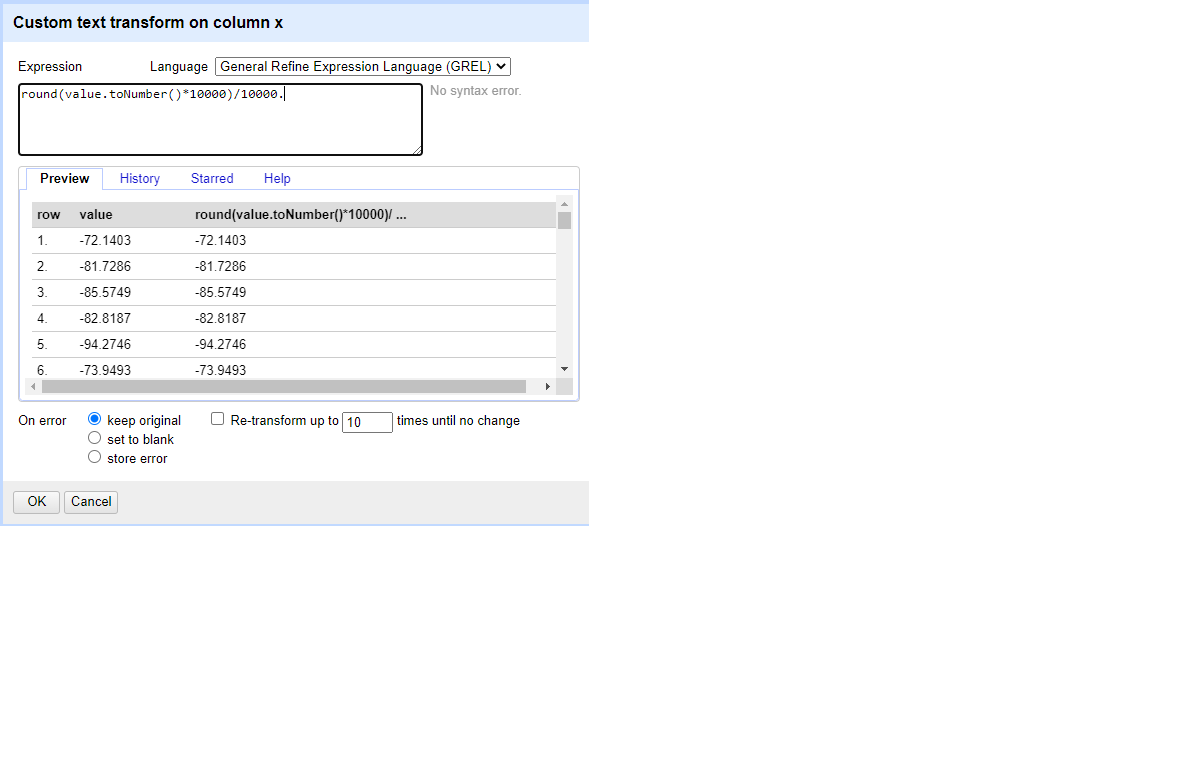 Custom text transform on column x
Expression Language General Refine Expression Language (GREL)
round(value.toNumber()*10000)/10000.
No syntax error.
Preview History Starred Help
row value round(value.toNumber()*10000)/ ...
1. -72.1403 -72.1403
2. -81.7286 -81.7286
3. -85.5749 -85.5749
4. -82.8187 -82.8187
5. -94.2746 -94.2746
6. -73.9493 -73.9493
On error keep original Re-transform up to 10 times until no change
set to blank
store error
OK Cancel